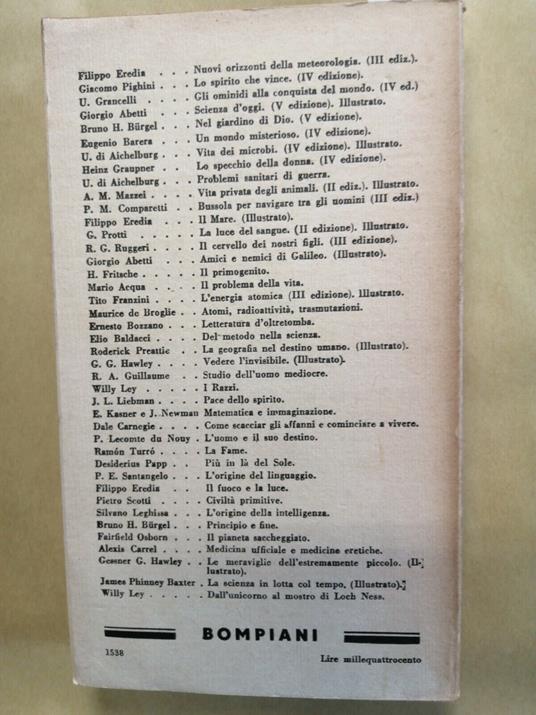 Filippo Eredia . . . Nuovi orizzonti della meteorologia. (III ediz.).
Giacomo Pighini . . . Lo spirito che vince. (IV edizione).
U. Grancelli . . . . Gli ominidi alla conquista del mondo. (IV ed.)
Giorgio Abetti . . . Scienza d'oggi. (V edizione). Illustrato.
Bruno H. Bürgel . . . Nel giardino di Dio. (V edizione).
Eugenio Barera . . . Un mondo misterioso. (IV edizione).
U. di Aichelburg . . . Vita dei microbi. (IV edizione). Illustrato.
Heinz Graupner . . . Lo specchio della donna. (IV edizione).
U. di Aichelburg . . . Problemi sanitari di guerra.
A. M. Mazzei . . . . Vita privata degli animali. (II ediz.). Illustrato.
P. M. Comparetti . . Bussola per navigare tra gli uomini (III ediz.)
Filippo Eredia . . . Il Mare. (Illustrato).
G. Protti . . . . . La luce del sangue. (II edizione). Illustrato.
R. G. Ruggeri . . . . Il cervello dei nostri figli. (III edizione).
Giorgio Abetti . . . Amici e nemici di Galileo. (Illustrato).
H. Fritsche . . . . Il primogenito.
Mario Acqua . . . . Il problema della vita.
Tito Franzini . . . . L'energia atomica (III edizione). Illustrato.
Maurice de Broglie . . Atomi, radioattività, trasmutazioni.
Ernesto Bozzano . . . Letteratura d'oltretomba.
Elio Baldacci . . . . Del metodo nella scienza.
Roderick Preattie . . La geografia nel destino umano. (Illustrato).
G. G. Hawley . . . . Vedere l'invisibile. (Illustrato).
R. A. Guillaume . . Studio dell'uomo mediocre.
Willy Ley . . . . . I Razzi.
J. L. Liebman . . . . Pace dello spirito.
E. Kasner e J. Newman Matematica e immaginazione.
Dale Carnegie . . . . Come scacciar gli affanni e cominciare a vivere.
P. Lecomte du Nouy . L'uomo e il suo destino.
Ramón Turró . . . . La Fame.
Desiderius Papp . . Più in là del Sole.
P. E. Santangelo . . . L'origine del linguaggio.
Filippo Eredia . . . Il fuoco e la luce.
Pietro Scotti . . . . Civiltà primitive.
Silvano Leghissa . . . L'origine della intelligenza.
Bruno H. Bürgel . . . Principio e fine.
Fairfield Osborn . . . Il pianeta saccheggiato.
Alexis Carrel . . . . Medicina ufficiale e medicine eretiche.
Gessner G. Hawley . . Le meraviglie dell'estremamente piccolo. (Il-
lustrato).
James Phinney Baxter . La scienza in lotta col tempo. (Illustrato).
Willy Ley . . . . . Dall'unicorno al mostro di Loch Ness.
BOMPIANI
1538
Lire millequattrocento